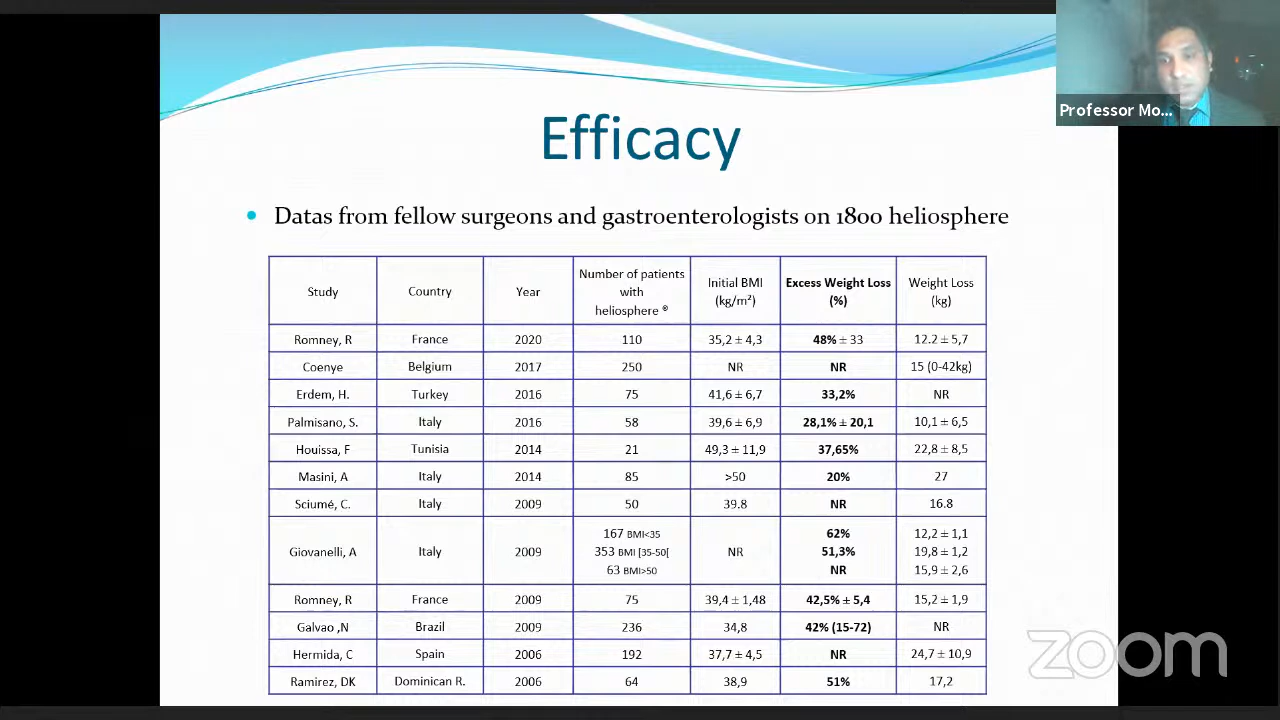 Professor Mo...
Efficacy
• Datas from fellow surgeons and gastroenterologists on 1800 heliosphere
Study Country Year Number of patients with heliosphere ® Initial BMI (kg/m²) Excess Weight Loss (%) Weight Loss (kg)
Romney, R France 2020 110 35,2 ± 4,3 48% ± 33 12.2 ± 5,7
Coenye Belgium 2017 250 NR NR 15 (0-42kg)
Erdem, H. Turkey 2016 75 41,6 ± 6,7 33,2% NR
Palmisano, S. Italy 2016 58 39,6 ± 6,9 28,1% ± 20,1 10,1 ± 6,5
Houissa, F Tunisia 2014 21 49,3 ± 11,9 37,65% 22,8 ± 8,5
Masini, A Italy 2014 85 >50 20% 27
Sciumé, C. Italy 2009 50 39.8 NR 16.8
Giovanelli, A Italy 2009 167 BMI<35 NR 62% 12,2 ± 1,1
353 BMI [35-50[ 51,3% 19,8 ± 1,2
63 BMI>50 NR 15,9 ± 2,6
Romney, R France 2009 75 39,4 ± 1,48 42,5% ± 5,4 15,2 ± 1,9
Galvao ,N Brazil 2009 236 34,8 42% (15-72) NR
Hermida, C Spain 2006 192 37,7 ± 4,5 NR 24,7 ± 10,9
Ramirez, DK Dominican R. 2006 64 38,9 51% 17,2
zoom